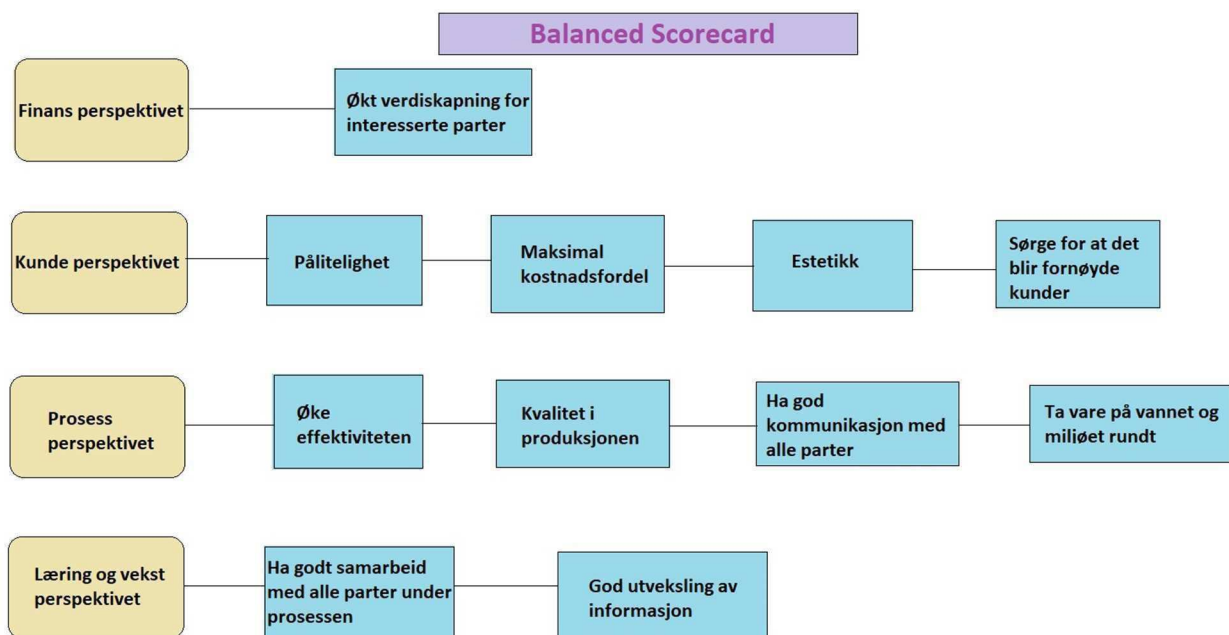 Balanced Scorecard
Finans perspektivet
Økt verdiskapning for
interesserte parter
Kunde perspektivet
Pålitelighet
Maksimal
kostnadsfordel
Estetikk
Sørge for at det
blir fornøyde
kunder
Prosess
perspektivet
Øke
effektiviteten
Kvalitet i
produksjonen
Ha god
kommunikasjon med
alle parter
Ta vare på vannet og
miljøet rundt
Læring og vekst
perspektivet
Ha godt samarbeid
med alle parter under
prosessen
God utveksling av
informasjon